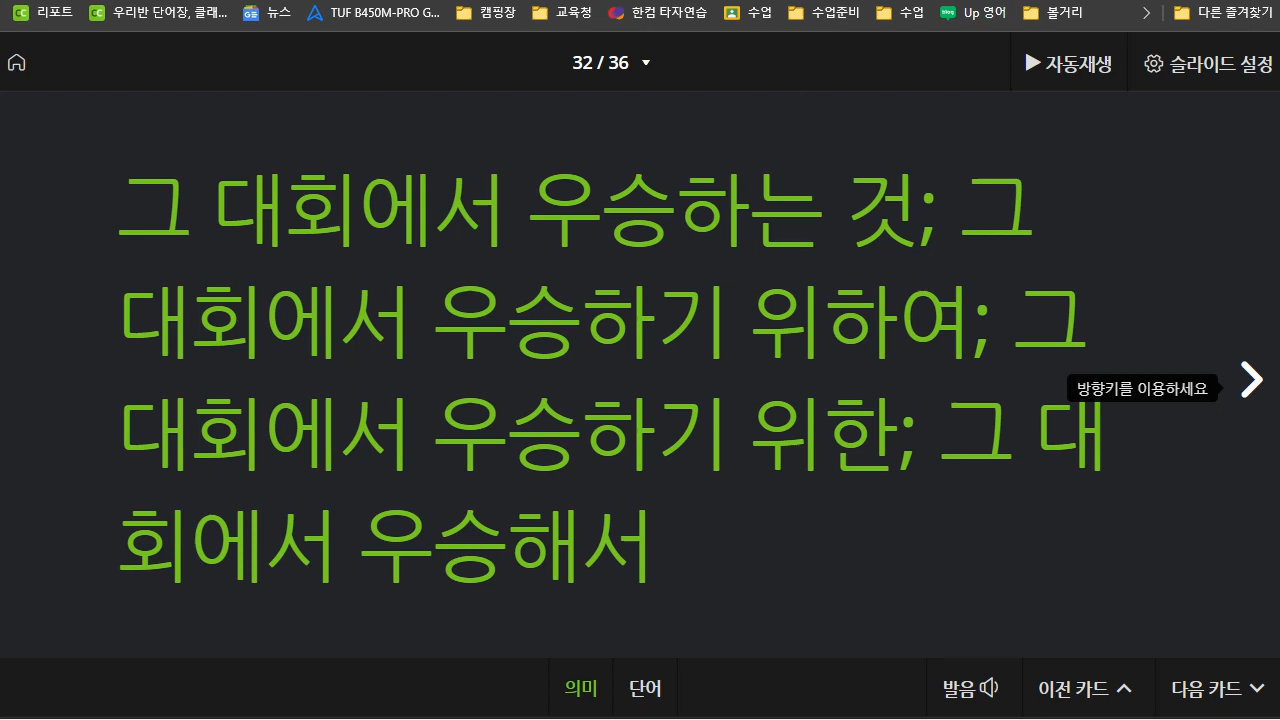 리포트 우리반 단어장, 클래... 뉴스 TUF B450M-PRO G... 캠핑장 교육청 한컴 타자연습 수업 수업준비 수업 Up 영어 볼거리 다른 즐겨찾기
32 / 36 자동재생 슬라이드 설정
그 대회에서 우승하는 것; 그
대회에서 우승하기 위하여; 그
방향키를 이용하세요
대회에서 우승하기 위한; 그 대
회에서 우승해서
의미 단어 발음 이전 카드 다음 카드